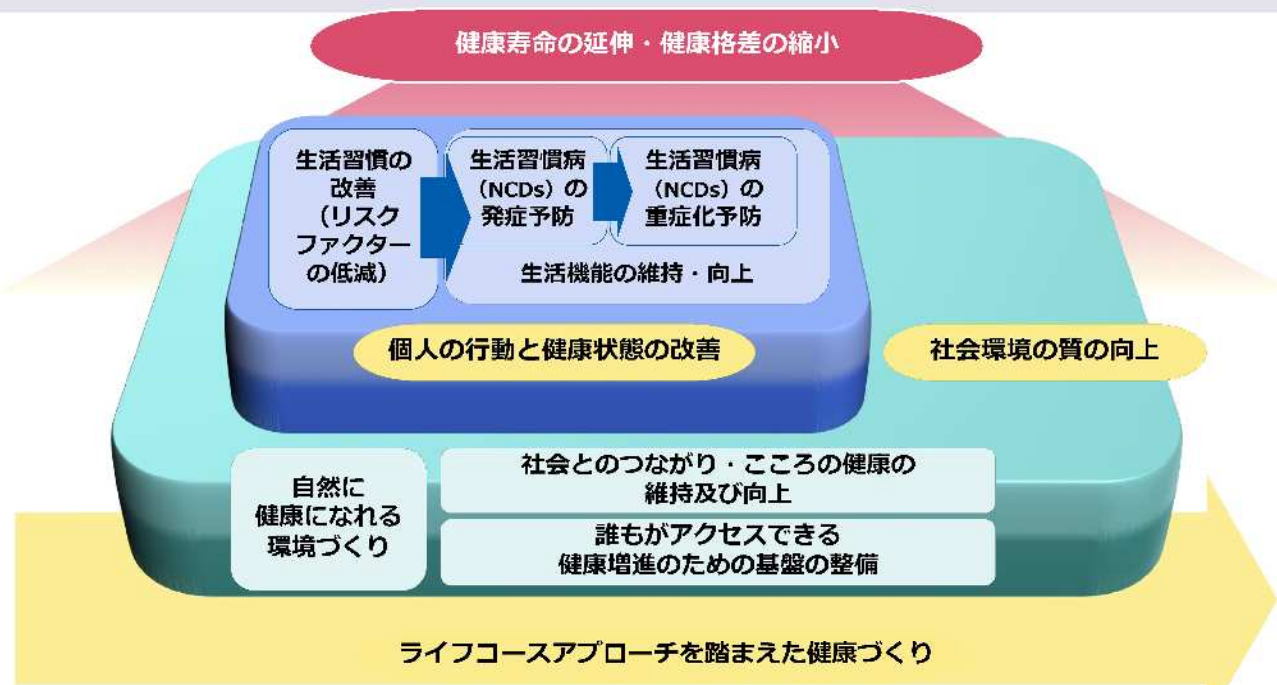 健康寿命の延伸・健康格差の縮小
生活習慣の
改善
（リスク
ファクター
の低減）
生活習慣病
（NCDs）の
発症予防
生活習慣病
（NCDs）の
重症化予防
生活機能の維持・向上
個人の行動と健康状態の改善
社会環境の質の向上
自然に
健康になれる
環境づくり
社会とのつながり・こころの健康の
維持及び向上
誰もがアクセスできる
健康増進のための基盤の整備
ライフコースアプローチを踏まえた健康づくり